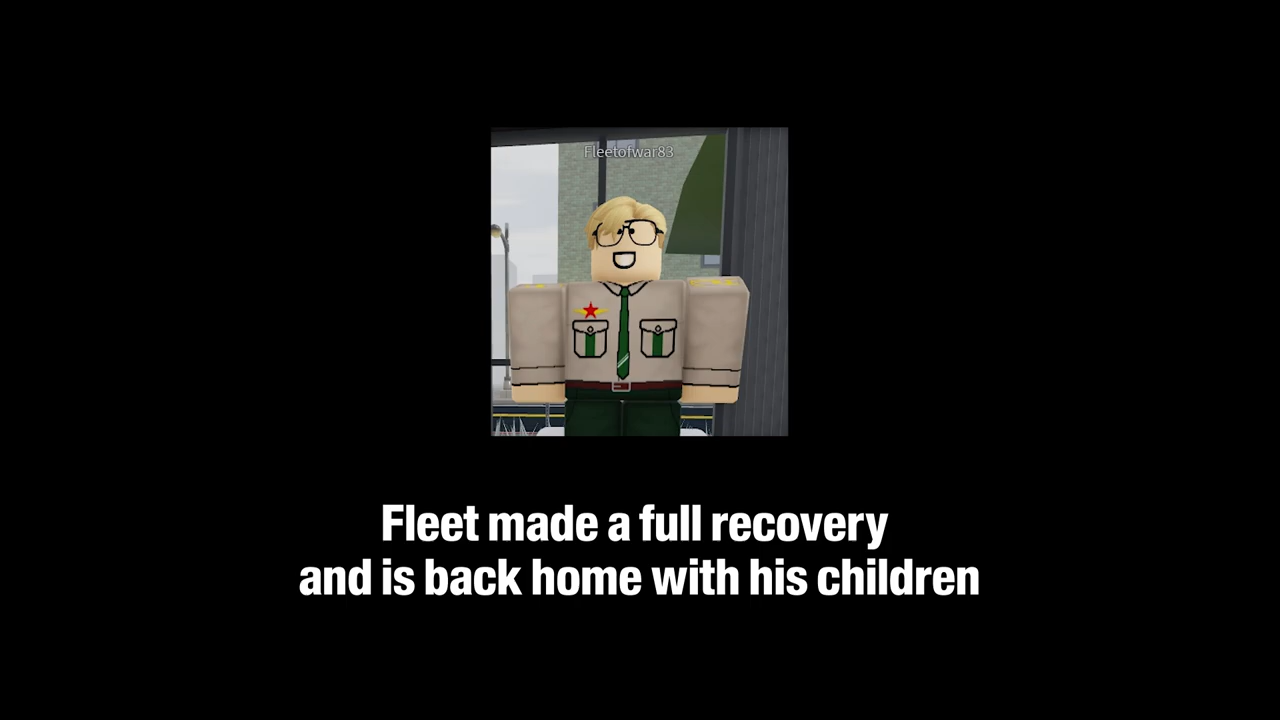 Fleetofwar83
Fleet made a full recovery
and is back home with his children